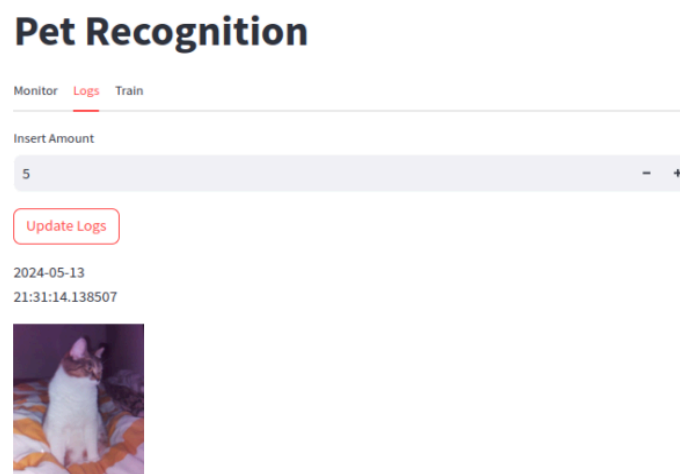 Pet Recognition
Monitor Logs Train
Insert Amount
5 - +
Update Logs
2024-05-13
21:31:14.138507